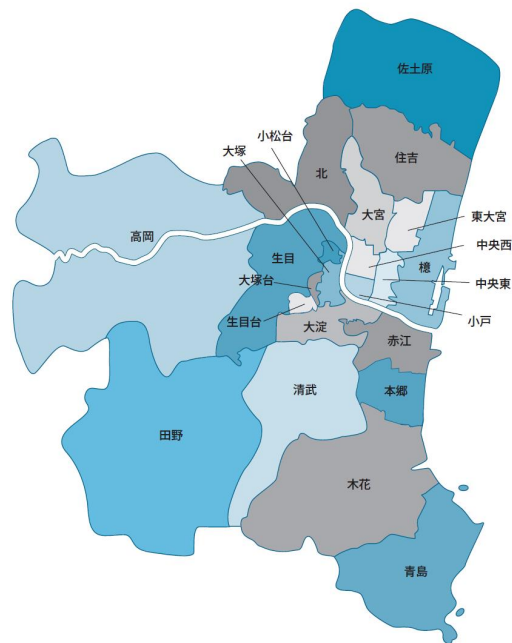 佐土原
小松台
大塚
住吉
北
東大宮
大宮
高岡
中央西
生目
檍
大塚台
中央東
小戸
生目台
大淀
赤江
清武
本郷
田野
木花
青島